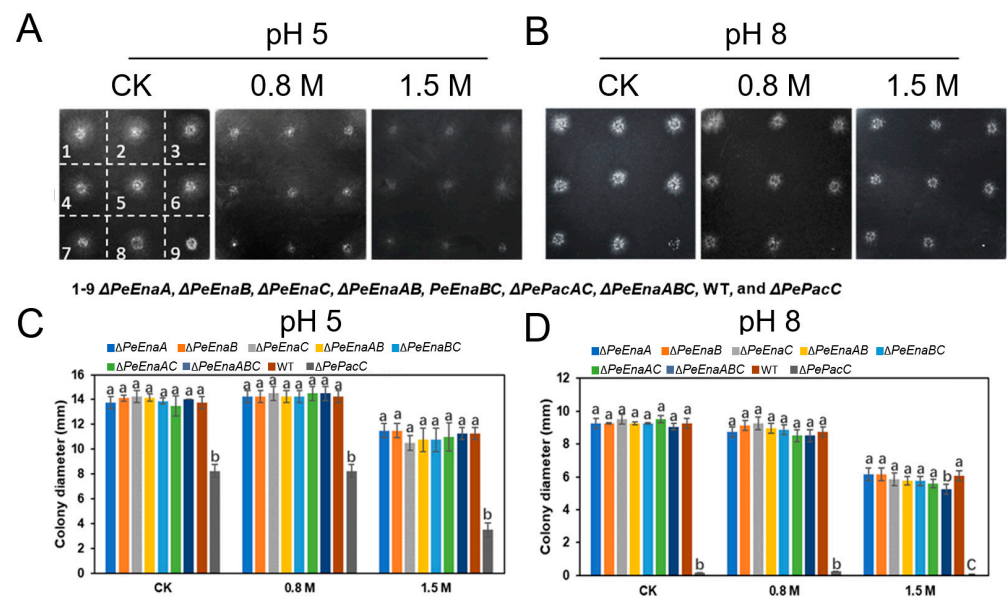 A
pH 5
CK 0.8 M 1.5 M
1 2 3
4 5 6
7 8 9
B
pH 8
CK 0.8 M 1.5 M
1-9 ΔPeEnaA, ΔPeEnaB, ΔPeEnaC, ΔPeEnaAB, PeEnaBC, ΔPePacAC, ΔPeEnaABC, WT, and ΔPePacC
C
pH 5
ΔPeEnaA ΔPeEnaB ΔPeEnaC ΔPeEnaAB ΔPeEnaBC
ΔPeEnaAC ΔPeEnaABC WT ΔPePacC
Colony diameter (mm)
16
14
12
10
8
6
4
2
0
a a a a a a a a b
a a a a a a a a b
a a a a a a a a b
CK 0.8 M 1.5 M
D
pH 8
ΔPeEnaA ΔPeEnaB ΔPeEnaC ΔPeEnaAB ΔPeEnaBC
ΔPeEnaAC ΔPeEnaABC WT ΔPePacC
Colony diameter (mm)
12
10
8
6
4
2
0
a a a a a a a a b
a a a a a a a a b
a a a a a a b a C
CK 0.8 M 1.5 M